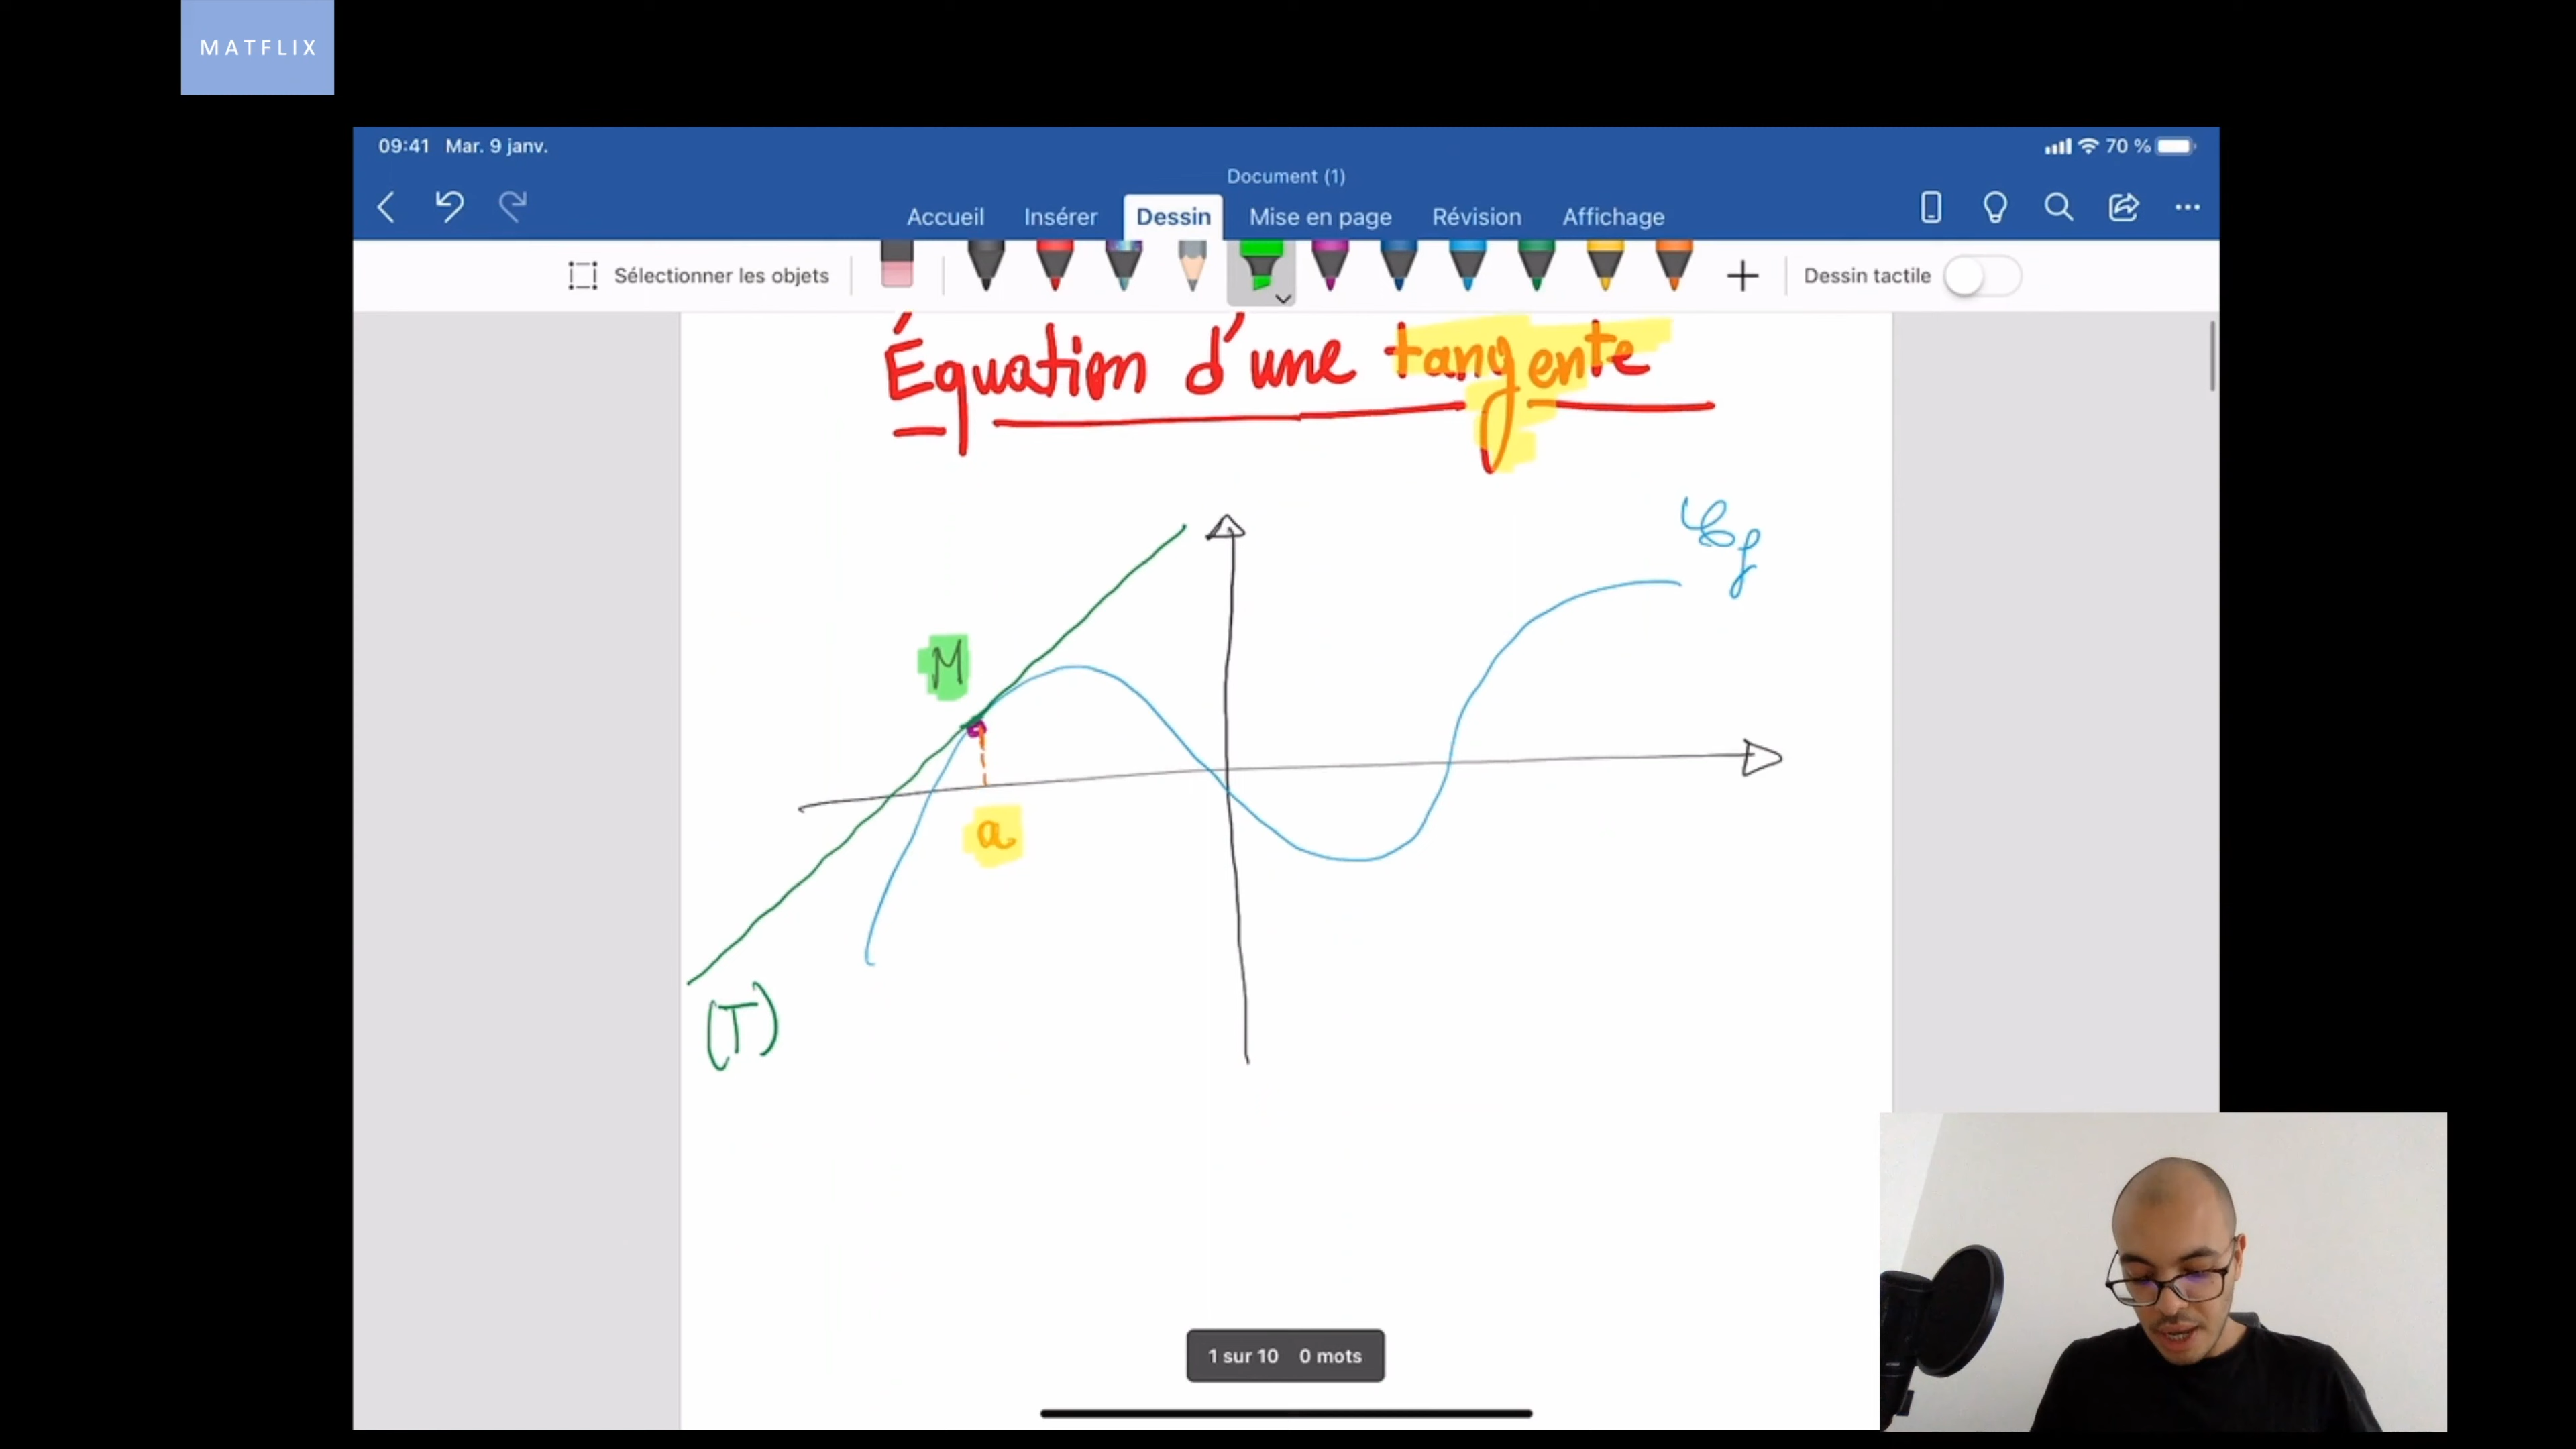 MATFLIX
09:41 Mar. 9 janv.
70 %
Document (1)
Accueil Insérer Dessin Mise en page Révision Affichage
Sélectionner les objets
Dessin tactile
Équation d'une tangente
𝒞f
M
a
(T)
1 sur 10 0 mots